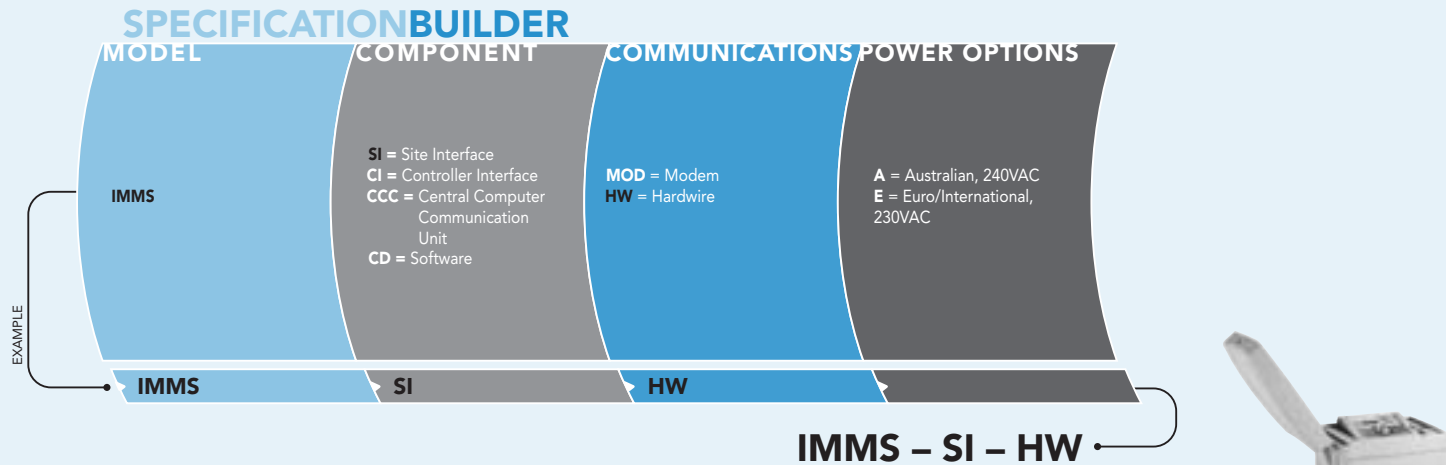 SPECIFICATIONBUILDER
MODEL
COMPONENT
COMMUNICATIONS
POWER OPTIONS
IMMS
SI = Site Interface
CI = Controller Interface
CCC = Central Computer
Communication
Unit
CD = Software
MOD = Modem
HW = Hardwire
A = Australian, 240VAC
E = Euro/International,
230VAC
EXAMPLE
IMMS
SI
HW
IMMS – SI – HW